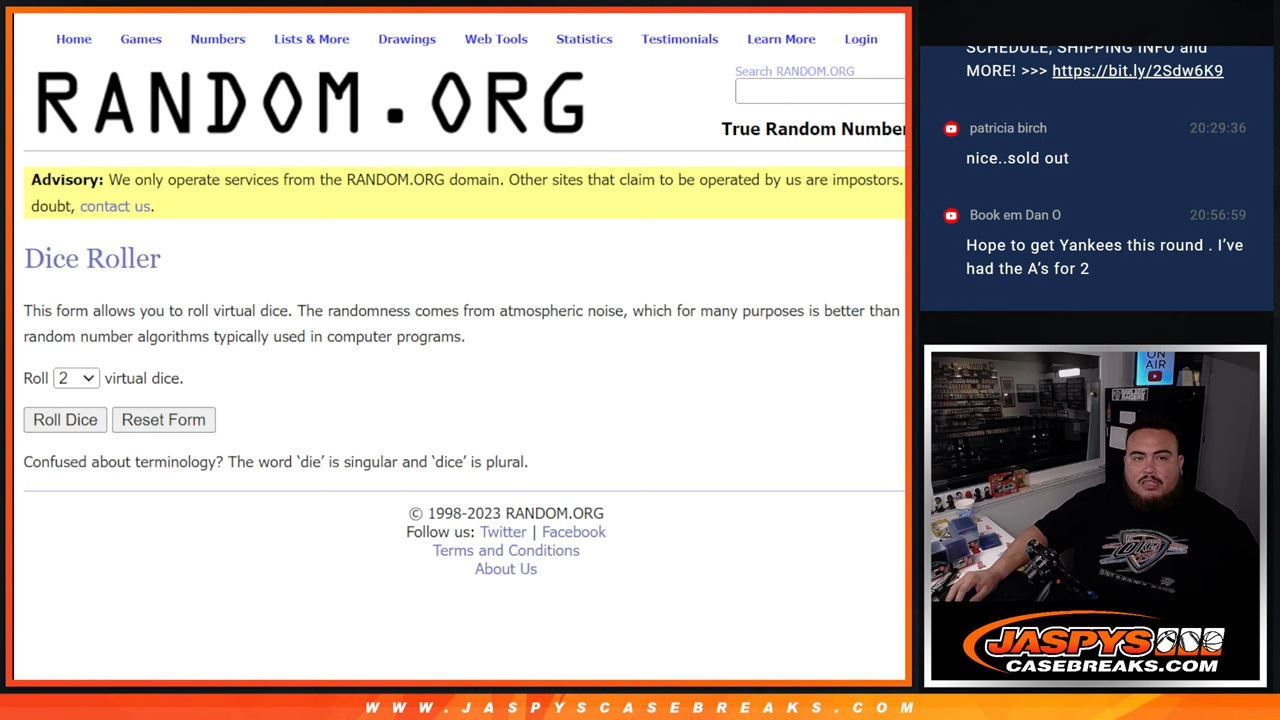 Home Games Numbers Lists & More Drawings Web Tools Statistics Testimonials Learn More Login
RANDOM.ORG
Search RANDOM.ORG
True Random Number
Advisory: We only operate services from the RANDOM.ORG domain. Other sites that claim to be operated by us are impostors.
doubt, contact us.
Dice Roller
This form allows you to roll virtual dice. The randomness comes from atmospheric noise, which for many purposes is better than
random number algorithms typically used in computer programs.
Roll 2 virtual dice.
Roll Dice Reset Form
Confused about terminology? The word ‘die’ is singular and ‘dice’ is plural.
© 1998-2023 RANDOM.ORG
Follow us: Twitter | Facebook
Terms and Conditions
About Us
SCHEDULE, SHIPPING INFO and
MORE! >>> https://bit.ly/2Sdw6K9
patricia birch 20:29:36
nice..sold out
Book em Dan O 20:56:59
Hope to get Yankees this round . I’ve
had the A’s for 2
ON
AIR
OKC
JASPYS
CASEBREAKS.COM
WWW.JASPYSCASEBREAKS.COM